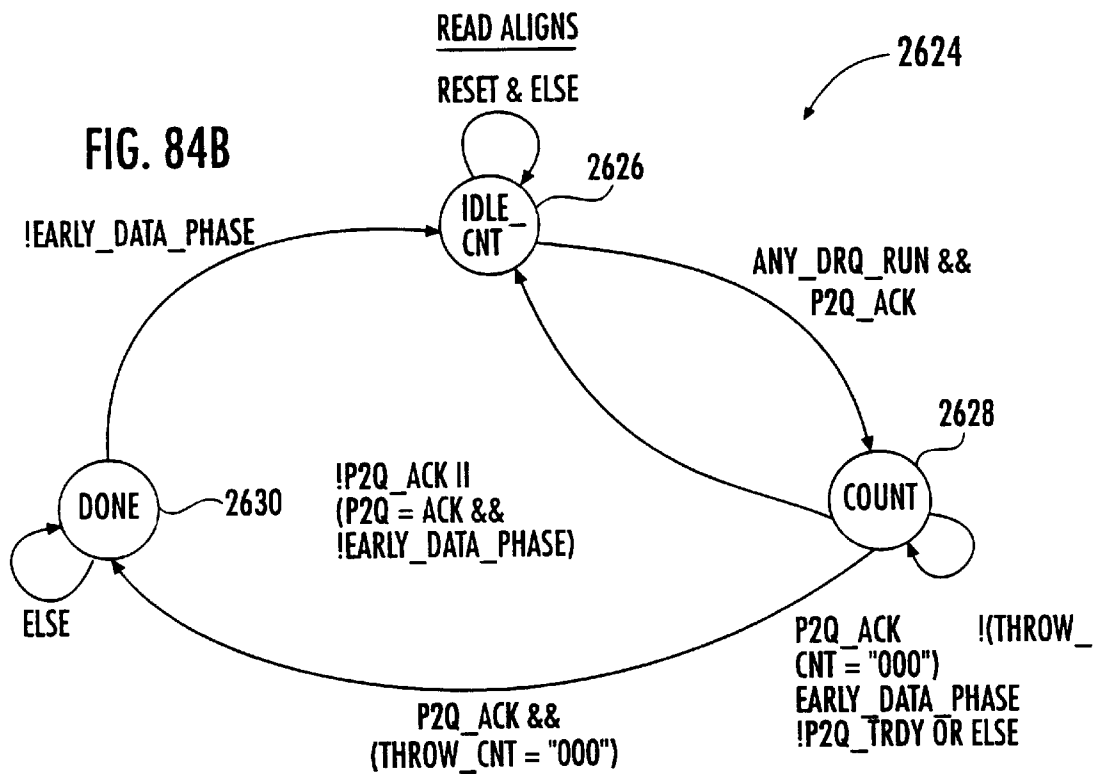 READ ALIGNS
2624
RESET & ELSE
FIG. 84B
2626
IDLE_
CNT
!EARLY_DATA_PHASE
ANY_DRQ_RUN &&
P2Q_ACK
2628
COUNT
DONE
2630
!P2Q_ACK II
(P2Q = ACK &&
!EARLY_DATA_PHASE)
ELSE
P2Q_ACK !(THROW_
CNT = "000")
EARLY_DATA_PHASE
!P2Q_TRDY OR ELSE
P2Q_ACK &&
(THROW_CNT = "000")